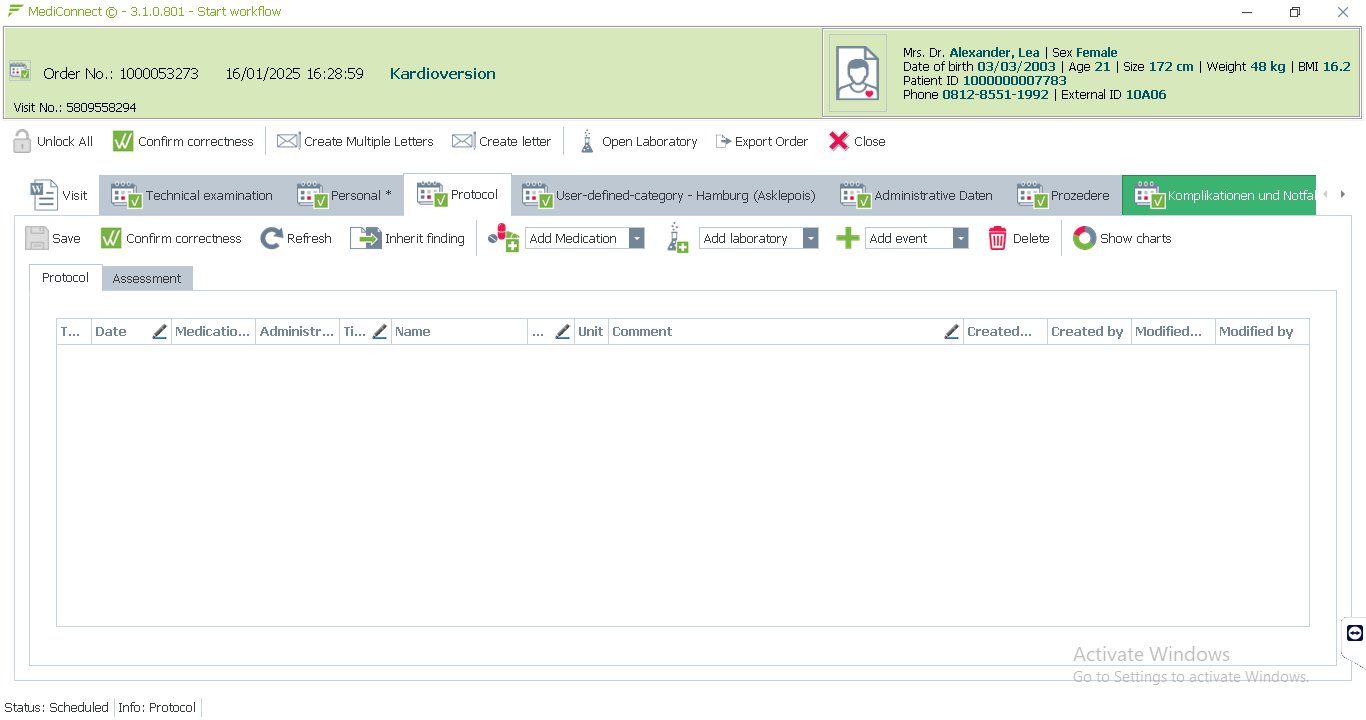 MediConnect © - 3.1.0.801 - Start workflow
Order No.: 1000053273 16/01/2025 16:28:59 Kardioversion
Visit No.: 5809558294
Mrs. Dr. Alexander, Lea | Sex Female
Date of birth 03/03/2003 | Age 21 | Size 172 cm | Weight 48 kg | BMI 16.2
Patient ID 1000000007783
Phone 0812-8551-1992 | External ID 10A06
Unlock All Confirm correctness Create Multiple Letters Create letter Open Laboratory Export Order Close
Visit Technical examination Personal * Protocol User-defined-category - Hamburg (Asklepois) Administrative Daten Prozedere Komplikationen und Notfal
Save Confirm correctness Refresh Inherit finding Add Medication Add laboratory Add event Delete Show charts
Protocol Assessment
T... Date Medicatio... Administr... Ti... Name ... Unit Comment Created... Created by Modified... Modified by
Activate Windows
Go to Settings to activate Windows.
Status: Scheduled Info: Protocol